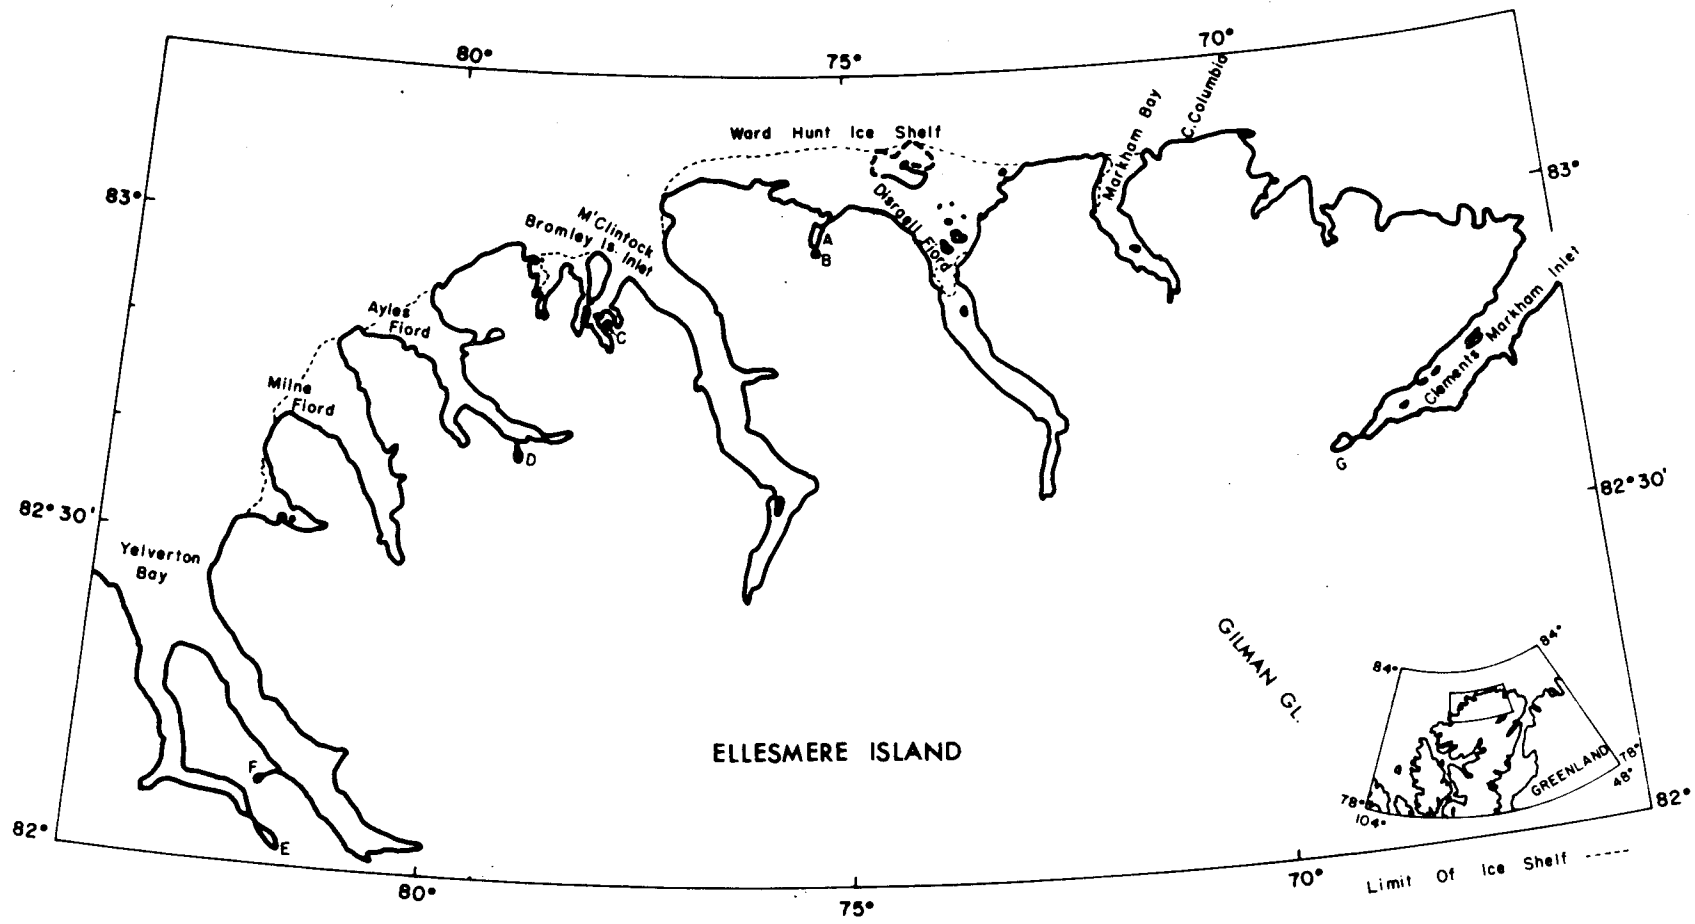 80°
75°
70°
Ward Hunt Ice Shelf
Markham Bay
C. Columbia
83°
83°
Disraeli Fiord
M'Clintock
Inlet
Bromley Is.
A
B
Ayles
Fiord
C
Clements Markham Inlet
Milne
Fiord
D
G
82°30'
82°30'
Yelverton
Bay
GILMAN GL.
84°
84°
ELLESMERE ISLAND
F
E
GREENLAND
78°
48°
78°
104°
82°
82°
80°
75°
70°
Limit Of Ice Shelf